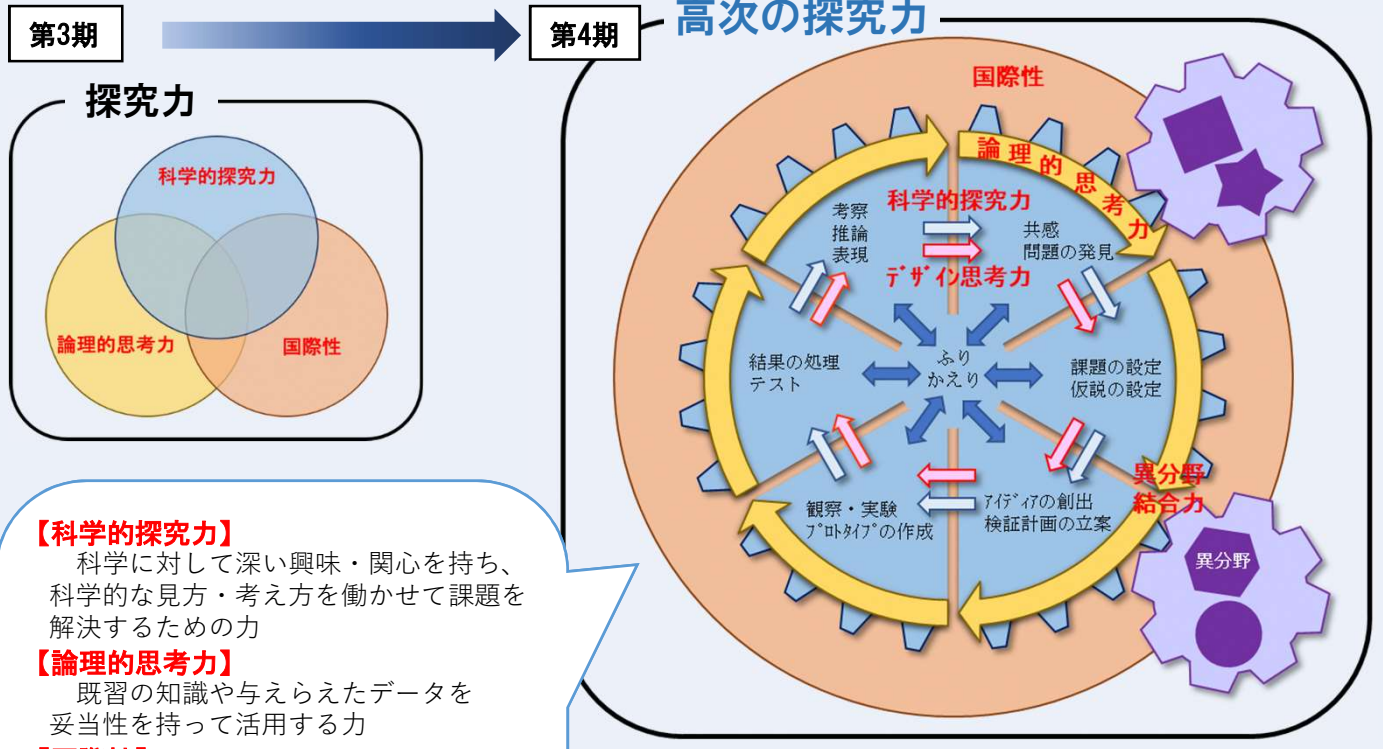 第3期
第4期
高次の探究力
探究力
科学的探究力
論理的思考力
国際性
国際性
論理的思考力
科学的探究力
デザイン思考力
考察
推論
表現
共感
問題の発見
結果の処理
テスト
ふり
かえり
課題の設定
仮説の設定
観察・実験
プロトタイプの作成
アイディアの創出
検証計画の立案
異分野
結合力
異分野
【科学的探究力】
科学に対して深い興味・関心を持ち、
科学的な見方・考え方を働かせて課題を
解決するための力
【論理的思考力】
既習の知識や与えらえたデータを
妥当性を持って活用する力